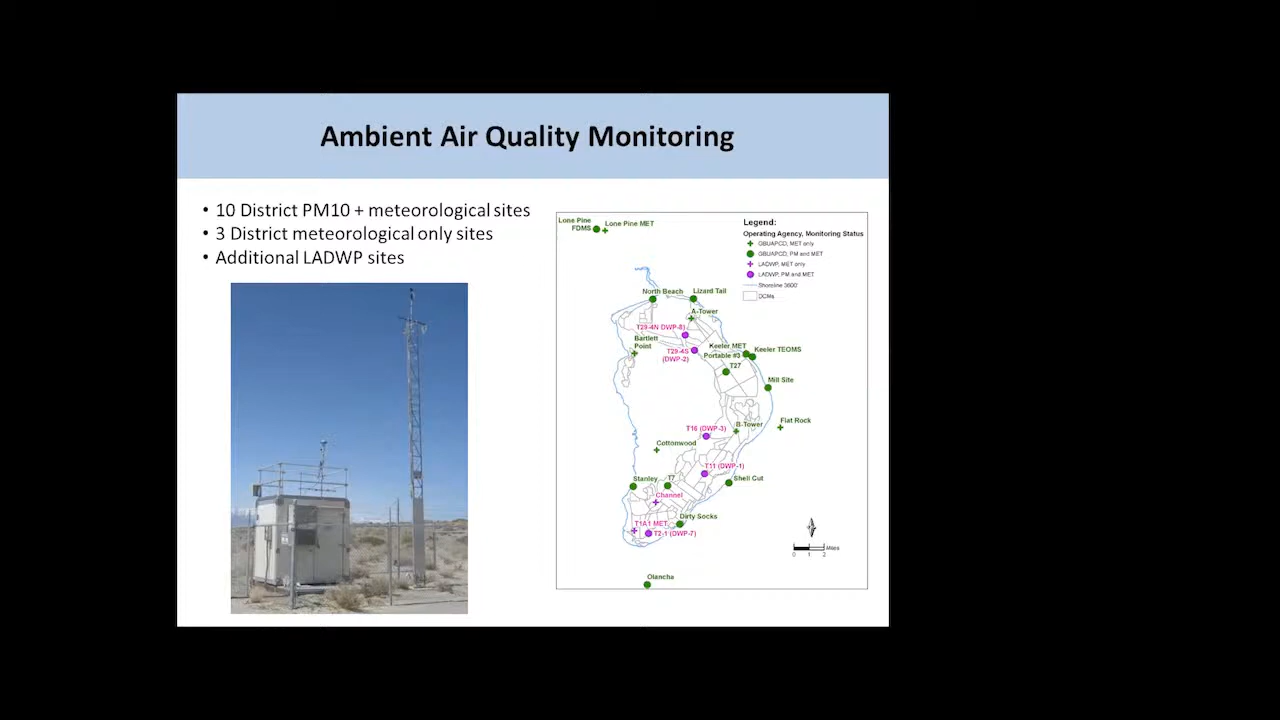 Ambient Air Quality Monitoring
• 10 District PM10 + meteorological sites
• 3 District meteorological only sites
• Additional LADWP sites
Lone Pine
FDMS
Lone Pine MET
Legend:
Operating Agency, Monitoring Status
GBUAPCD, MET only
GBUAPCD, PM and MET
LADWP, MET only
LADWP, PM and MET
Shoreline 3600'
DCMs
North Beach
Lizard Tail
A-Tower
T29-4N DWP-8)
Bartlett
Point
T29-4S
(DWP-2)
Keeler MET
Keeler TEOMS
Portable #3
T27
Mill Site
Flat Rock
B-Tower
T16 (DWP-3)
Cottonwood
T11 (DWP-1)
Shell Cut
Stanley
T7
Channel
Dirty Socks
T1A1 MET
T2-1 (DWP-7)
Miles
0 1 2
Olancha